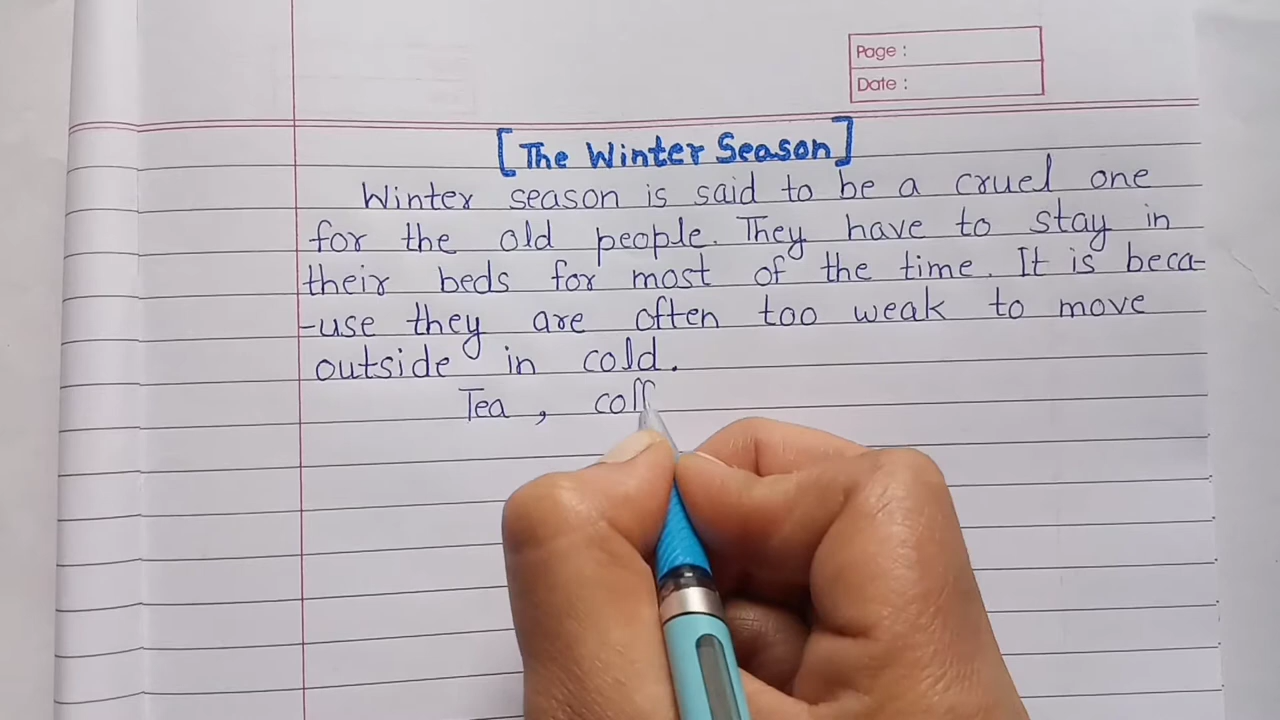 Page :
Date :
[The Winter Season]
Winter season is said to be a cruel one
for the old people. They have to stay in
their beds for most of the time. It is beca-
-use they are often too weak to move
outside in cold.
Tea , coff